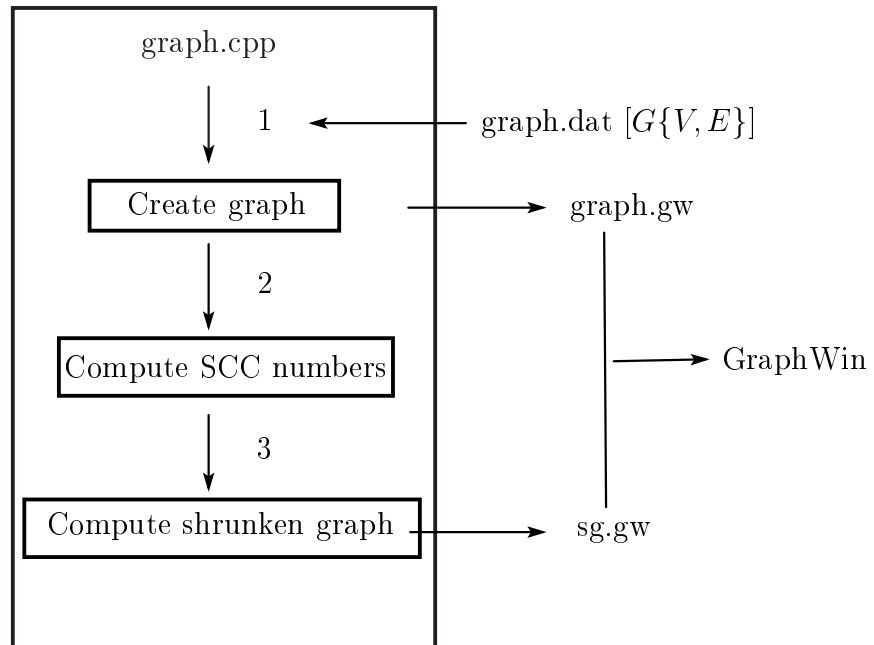 graph.cpp
1
graph.dat [G{V, E}]
Create graph
graph.gw
2
Compute SCC numbers
GraphWin
3
Compute shrunken graph
sg.gw